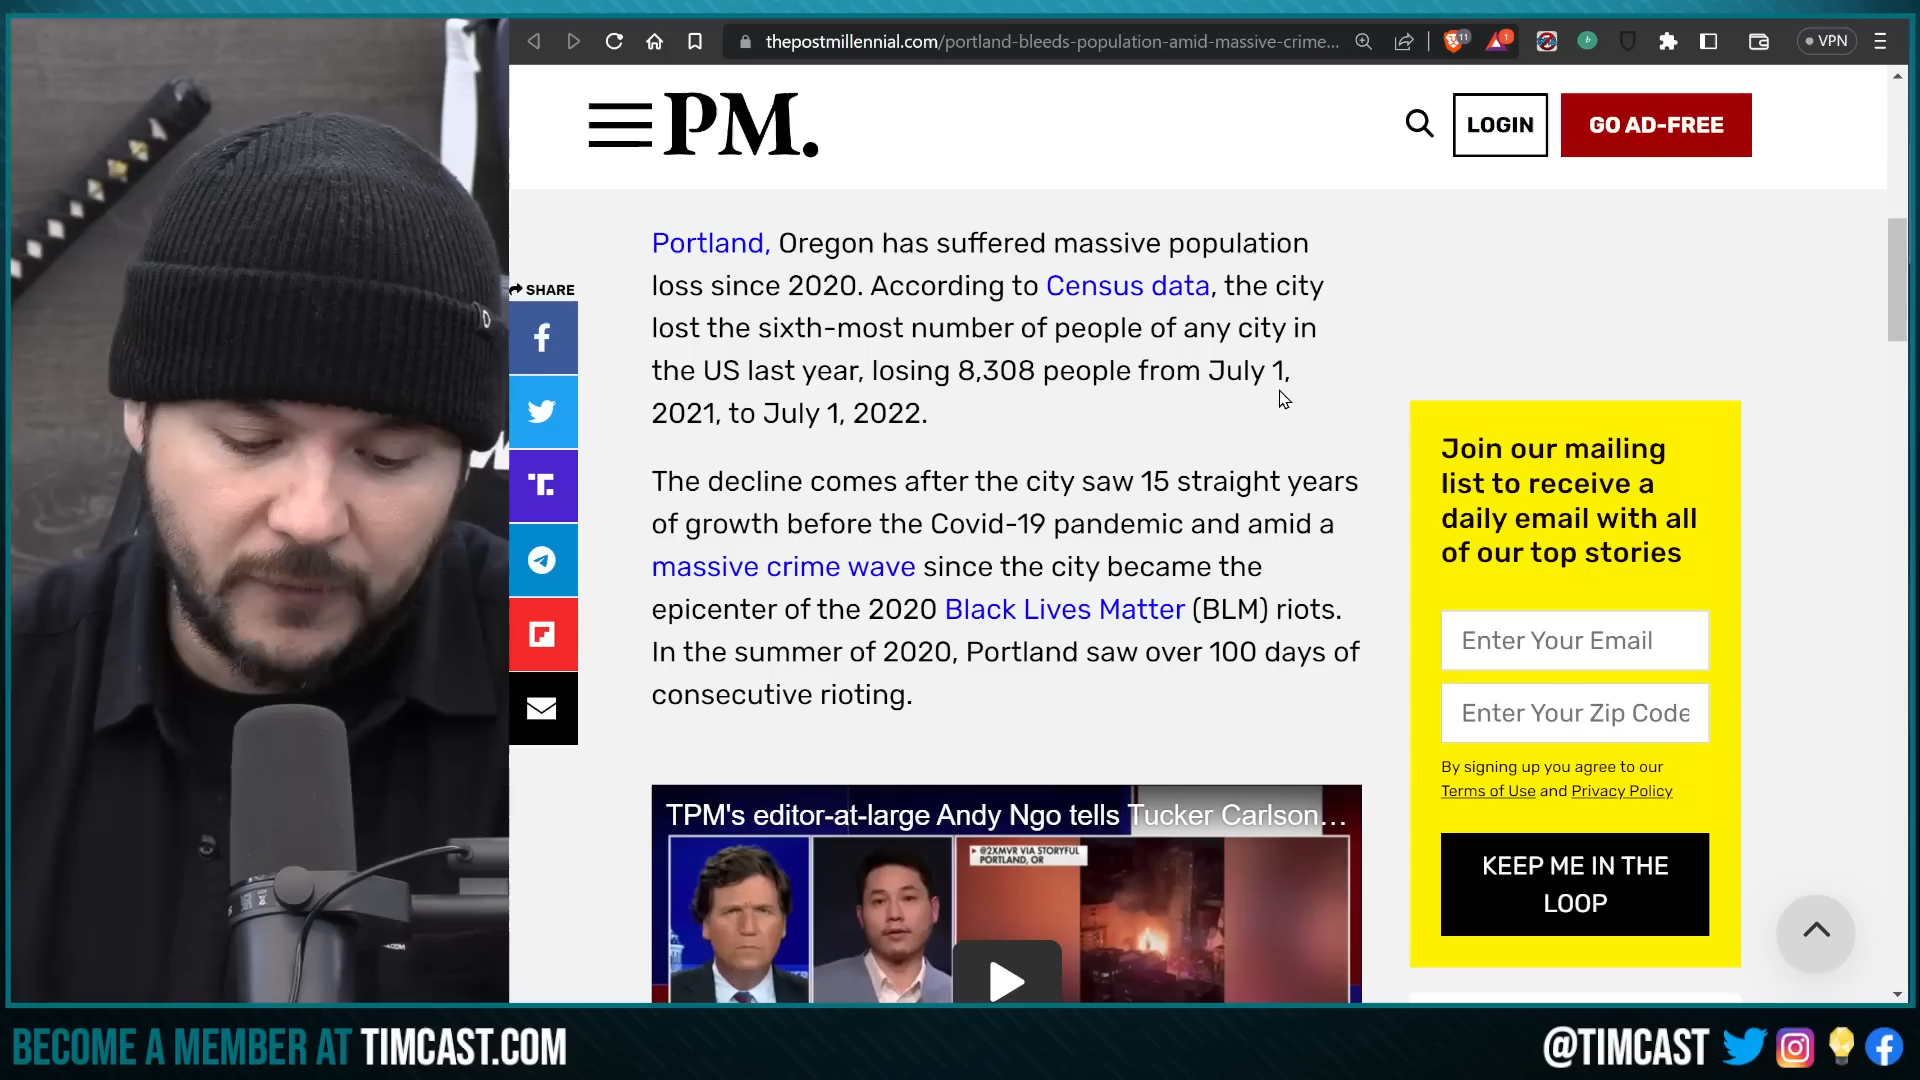 thepostmillennial.com/portland-bleeds-population-amid-massive-crime...
11
1
VPN
PM.
LOGIN
GO AD-FREE
SHARE
Portland, Oregon has suffered massive population
loss since 2020. According to Census data, the city
lost the sixth-most number of people of any city in
the US last year, losing 8,308 people from July 1,
2021, to July 1, 2022.
The decline comes after the city saw 15 straight years
of growth before the Covid-19 pandemic and amid a
massive crime wave since the city became the
epicenter of the 2020 Black Lives Matter (BLM) riots.
In the summer of 2020, Portland saw over 100 days of
consecutive rioting.
TPM's editor-at-large Andy Ngo tells Tucker Carlson...
@2XMVR VIA STORYFUL
PORTLAND, OR
Join our mailing
list to receive a
daily email with all
of our top stories
Enter Your Email
Enter Your Zip Code
By signing up you agree to our
Terms of Use and Privacy Policy
KEEP ME IN THE
LOOP
BECOME A MEMBER AT TIMCAST.COM
@TIMCAST